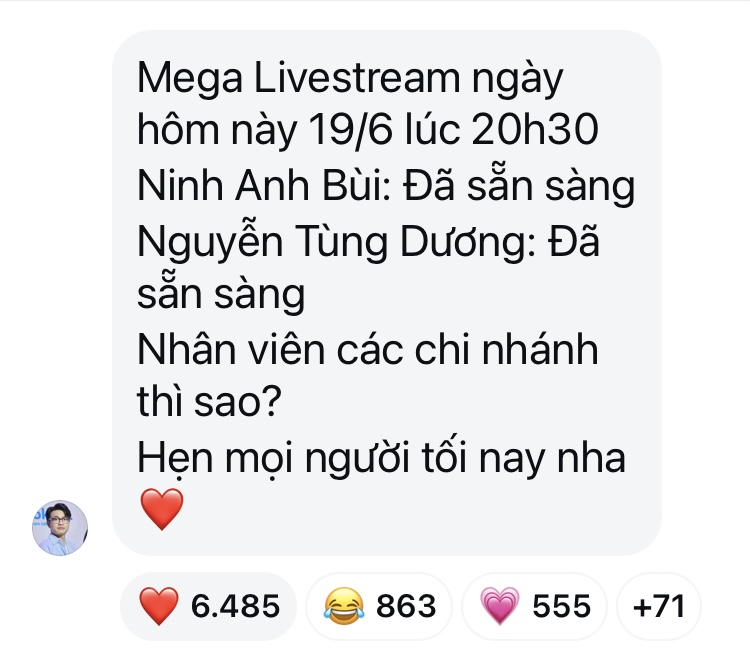 Mega Livestream ngày
hôm này 19/6 lúc 20h30
Ninh Anh Bùi: Đã sẵn sàng
Nguyễn Tùng Dương: Đã
sẵn sàng
Nhân viên các chi nhánh
thì sao?
Hẹn mọi người tối nay nha
❤️
❤️ 6.485 😂 863 💗 555 +71